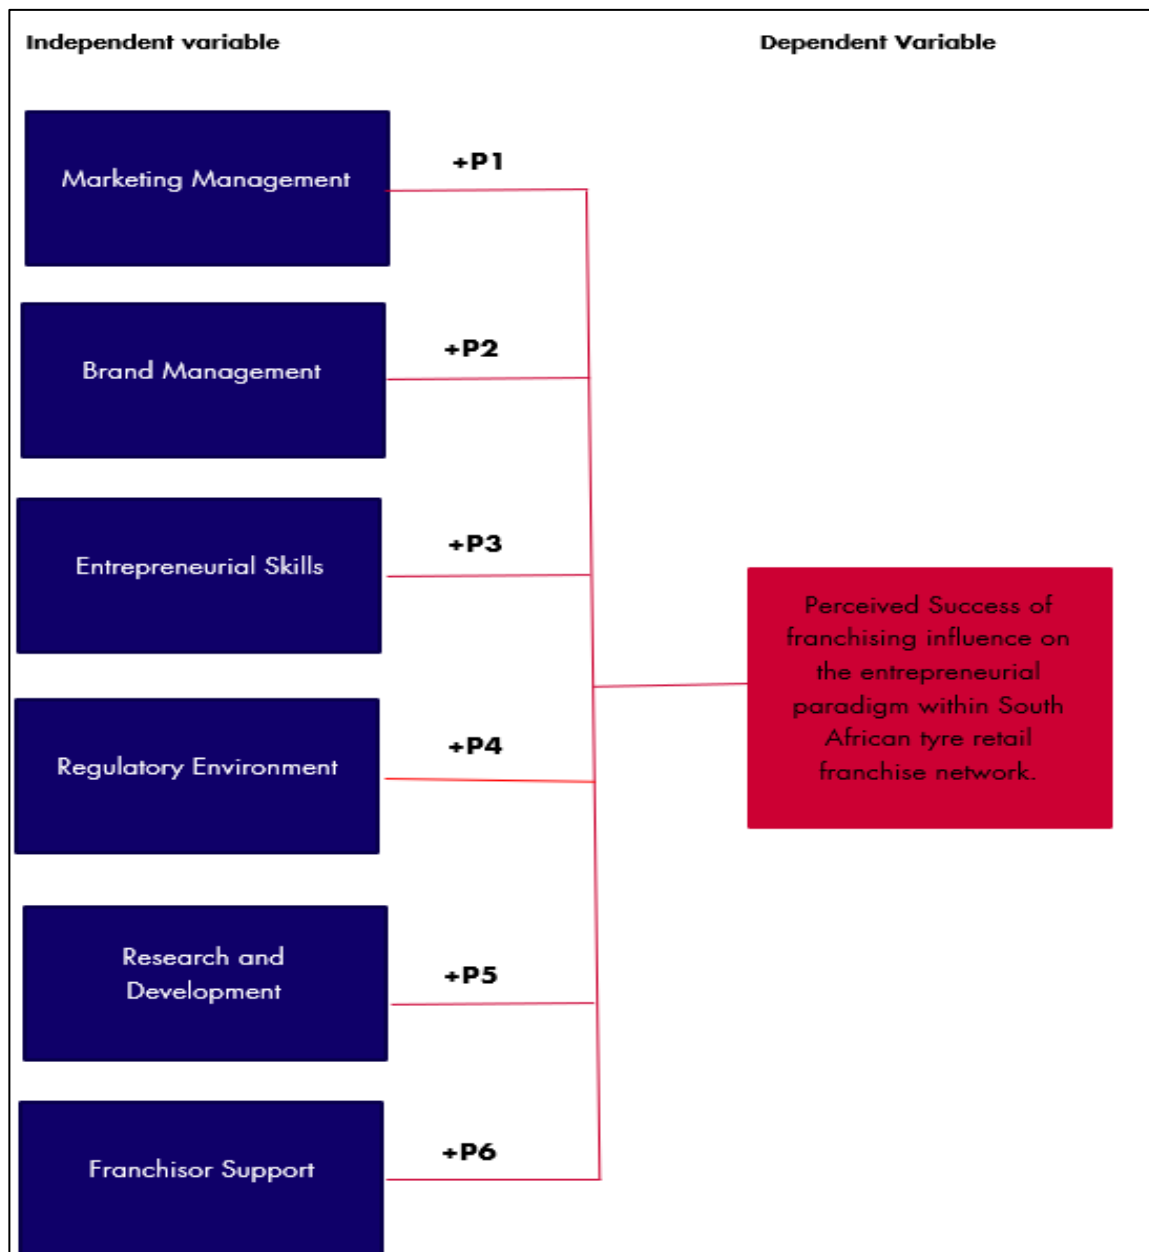 Independent variable
Dependent Variable
Marketing Management
+P1
Brand Management
+P2
Entrepreneurial Skills
+P3
Regulatory Environment
+P4
Research and
Development
+P5
Franchisor Support
+P6
Perceived Success of
franchising influence on
the entrepreneurial
paradigm within South
African tyre retail
franchise network.